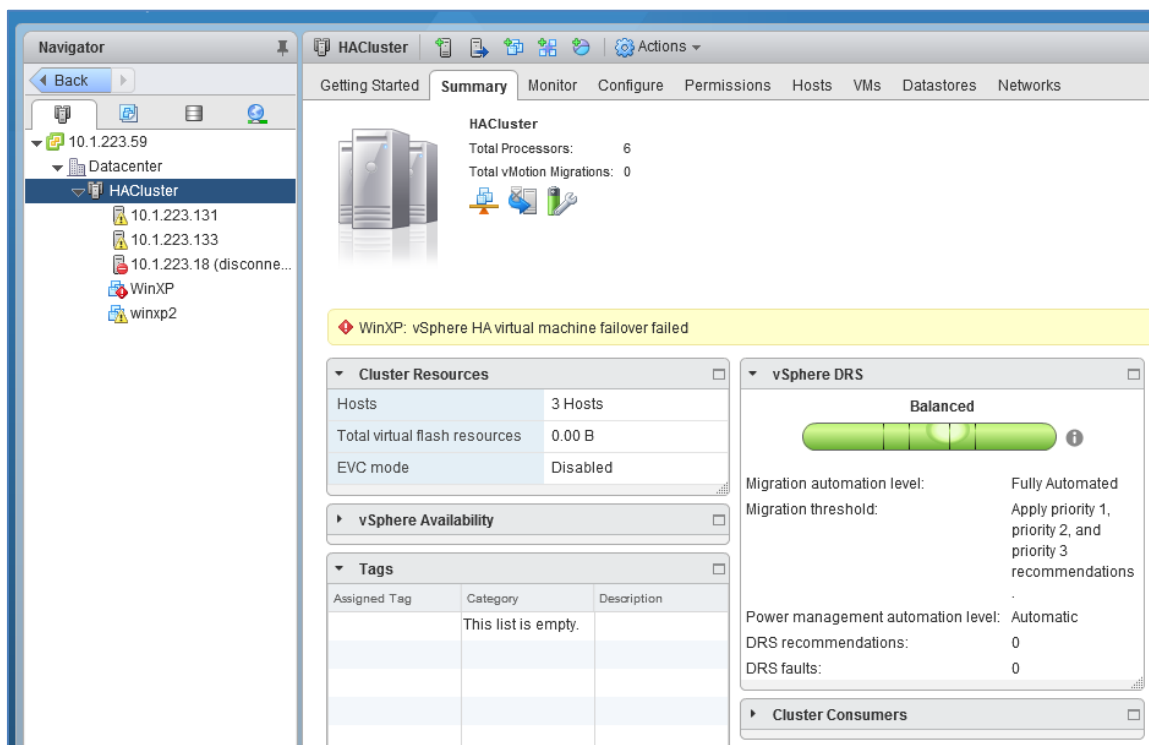 Navigator
Back
10.1.223.59
Datacenter
HACluster
10.1.223.131
10.1.223.133
10.1.223.18 (disconne...
WinXP
winxp2
HACluster
Actions
Getting Started Summary Monitor Configure Permissions Hosts VMs Datastores Networks
HACluster
Total Processors: 6
Total vMotion Migrations: 0
WinXP: vSphere HA virtual machine failover failed
Cluster Resources
Hosts 3 Hosts
Total virtual flash resources 0.00 B
EVC mode Disabled
vSphere Availability
Tags
Assigned Tag Category Description
This list is empty.
vSphere DRS
Balanced
Migration automation level: Fully Automated
Migration threshold: Apply priority 1,
priority 2, and
priority 3
recommendations
.
Power management automation level: Automatic
DRS recommendations: 0
DRS faults: 0
Cluster Consumers